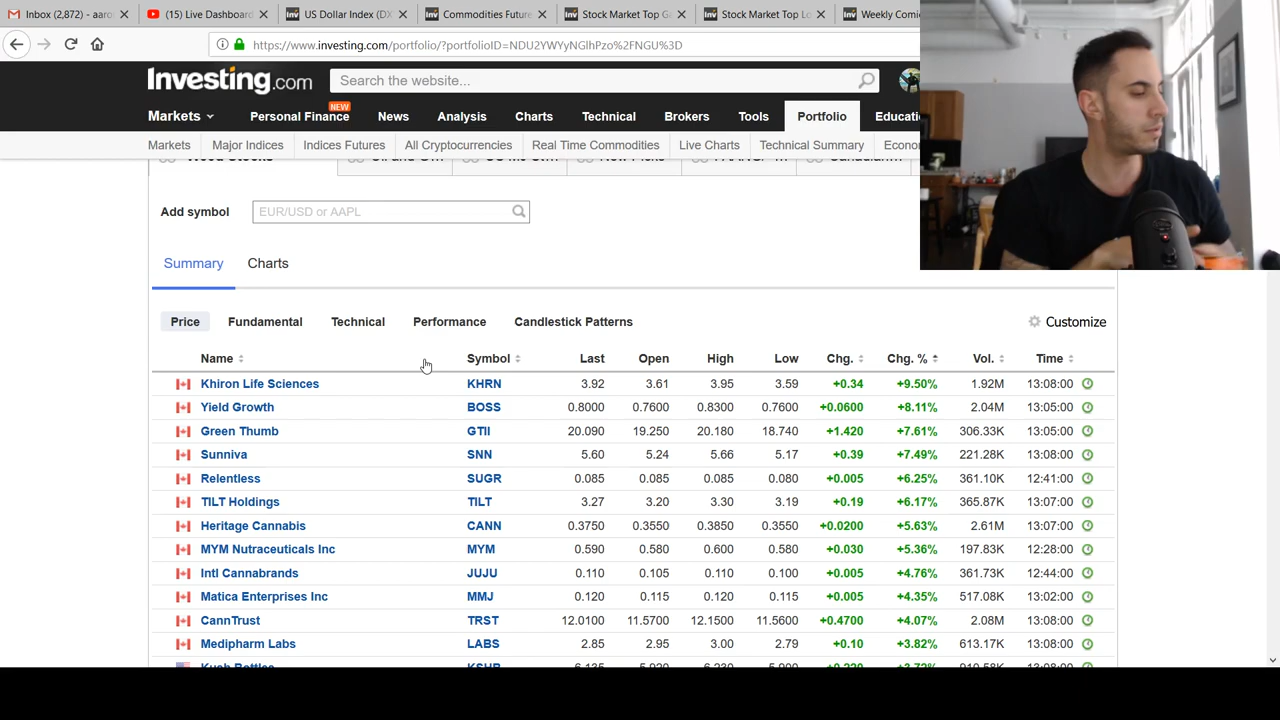 Inbox (2,872) - aaro
(15) Live Dashboard
US Dollar Index (DX
Commodities Future
Stock Market Top G
Stock Market Top Lo
Weekly Comi
https://www.investing.com/portfolio/?portfolioID=NDU2YWYyNGlhPzo%2FNGU%3D
Investing.com
Search the website...
NEW
Markets Personal Finance News Analysis Charts Technical Brokers Tools Portfolio Educati
Markets Major Indices Indices Futures All Cryptocurrencies Real Time Commodities Live Charts Technical Summary Econo
Add symbol EUR/USD or AAPL
Summary Charts
Price Fundamental Technical Performance Candlestick Patterns Customize
Name Symbol Last Open High Low Chg. Chg. % Vol. Time
Khiron Life Sciences KHRN 3.92 3.61 3.95 3.59 +0.34 +9.50% 1.92M 13:08:00
Yield Growth BOSS 0.8000 0.7600 0.8300 0.7600 +0.0600 +8.11% 2.04M 13:05:00
Green Thumb GTII 20.090 19.250 20.180 18.740 +1.420 +7.61% 306.33K 13:05:00
Sunniva SNN 5.60 5.24 5.66 5.17 +0.39 +7.49% 221.28K 13:08:00
Relentless SUGR 0.085 0.085 0.085 0.080 +0.005 +6.25% 361.10K 12:41:00
TILT Holdings TILT 3.27 3.20 3.30 3.19 +0.19 +6.17% 365.87K 13:07:00
Heritage Cannabis CANN 0.3750 0.3550 0.3850 0.3550 +0.0200 +5.63% 2.61M 13:07:00
MYM Nutraceuticals Inc MYM 0.590 0.580 0.600 0.580 +0.030 +5.36% 197.83K 12:28:00
Intl Cannabrands JUJU 0.110 0.105 0.110 0.100 +0.005 +4.76% 361.73K 12:44:00
Matica Enterprises Inc MMJ 0.120 0.115 0.120 0.115 +0.005 +4.35% 517.08K 13:02:00
CannTrust TRST 12.0100 11.5700 12.1500 11.5600 +0.4700 +4.07% 2.08M 13:08:00
Medipharm Labs LABS 2.85 2.95 3.00 2.79 +0.10 +3.82% 613.17K 13:08:00